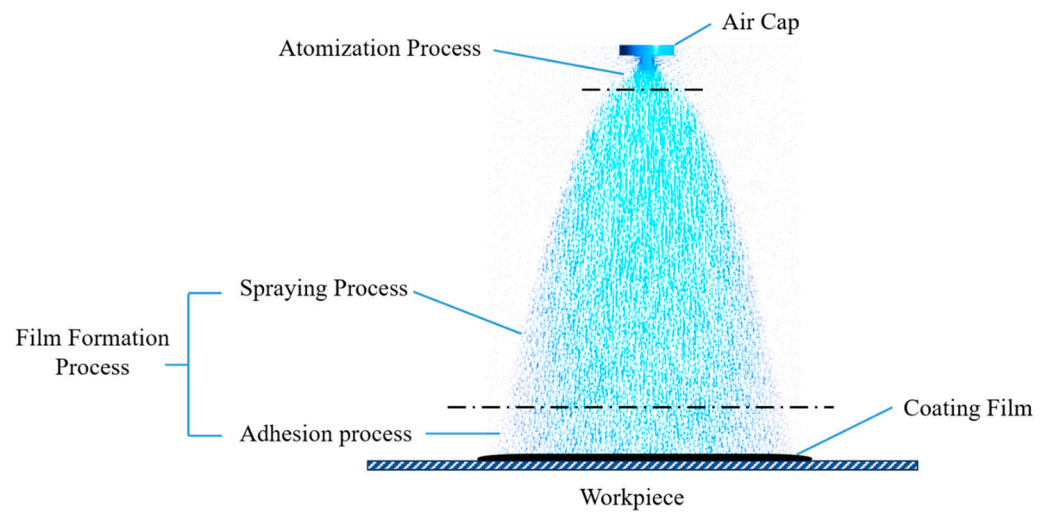 Air Cap
Atomization Process
Spraying Process
Film Formation
Process
Adhesion process
Coating Film
Workpiece